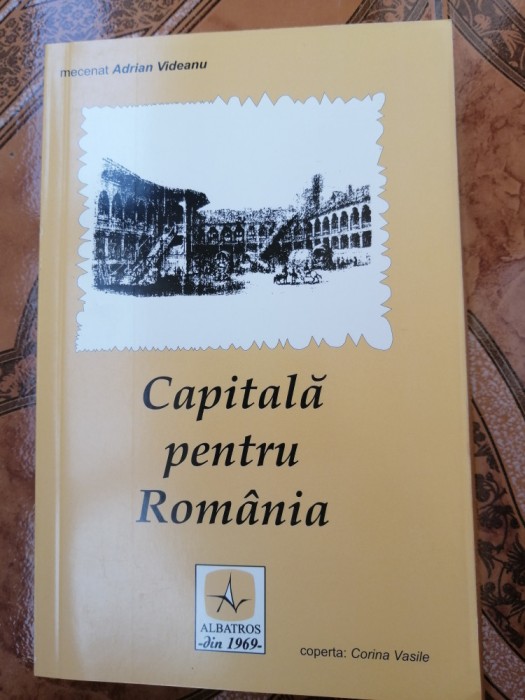 mecenat Adrian Videanu
Capitală
pentru
România
ALBATROS
-din 1969-
coperta: Corina Vasile